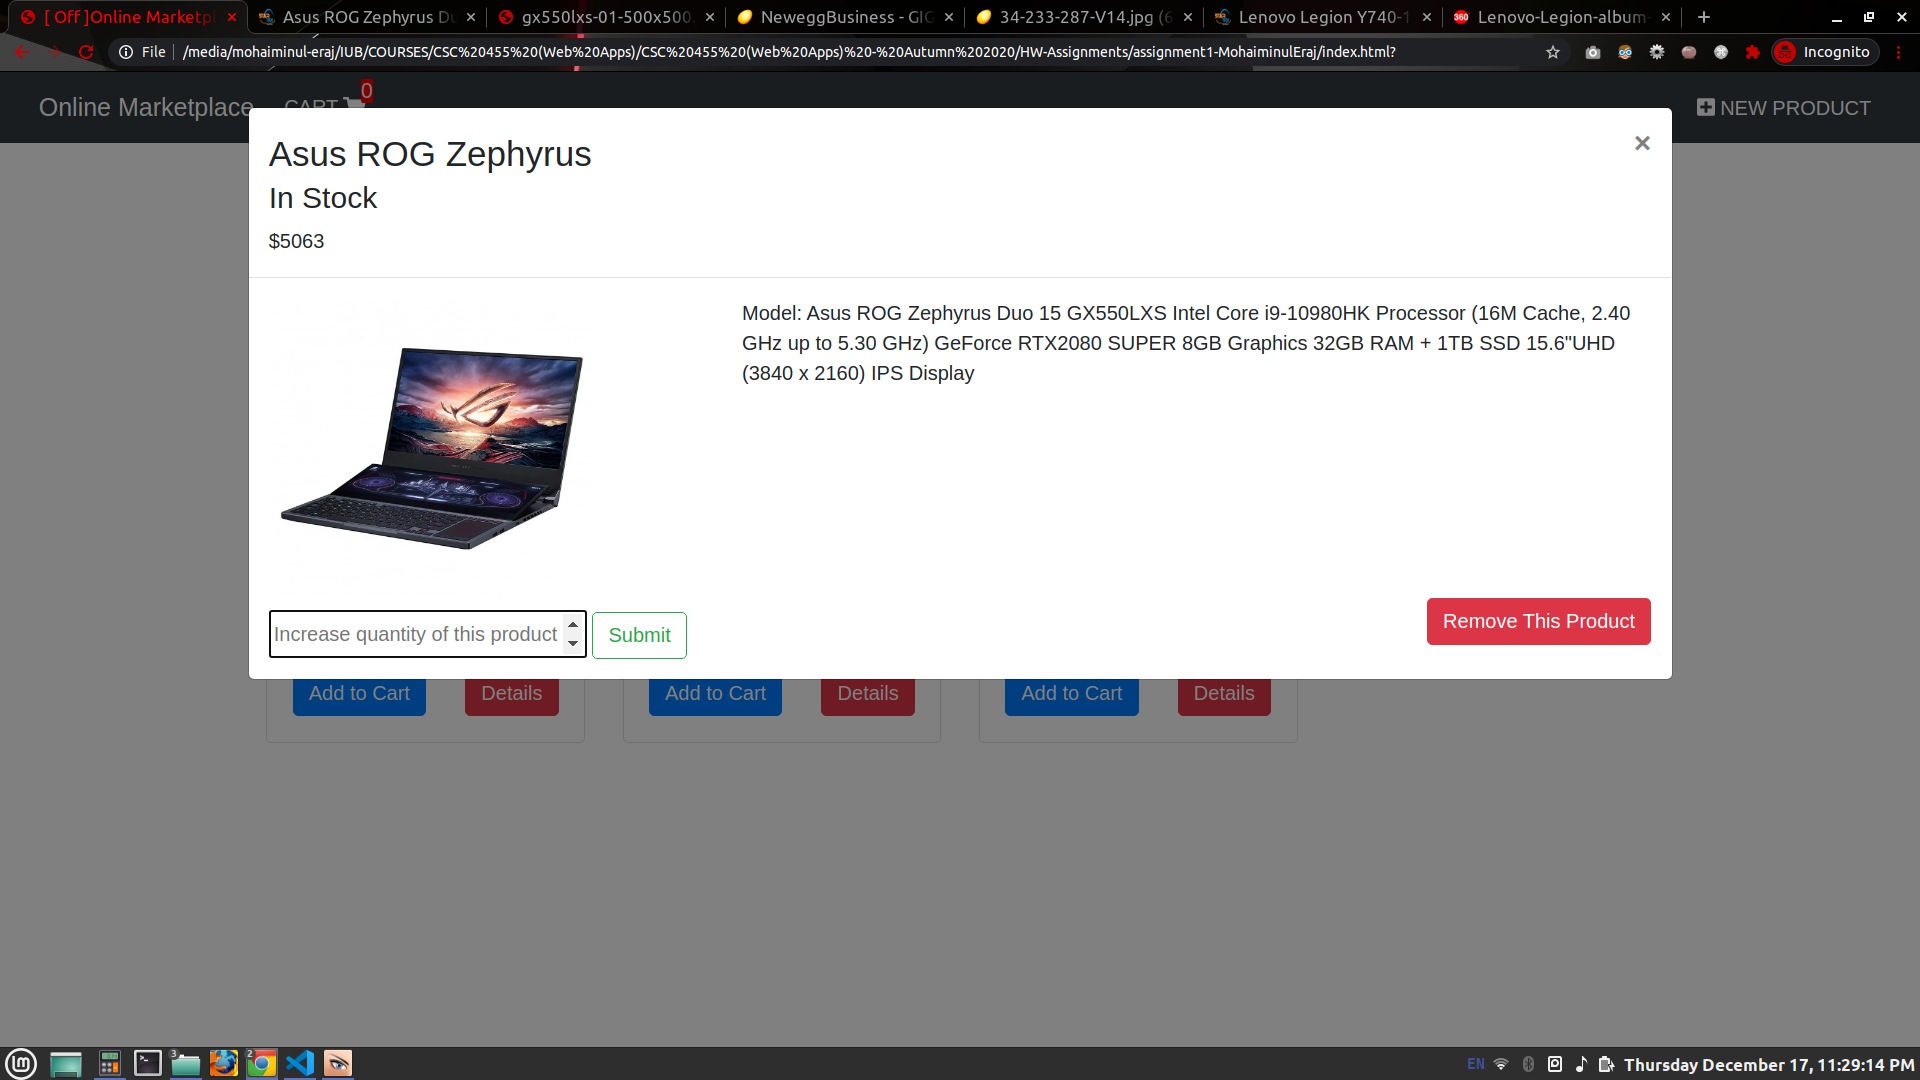 [ Off ]Online Marketpl
Asus ROG Zephyrus Du
gx550lxs-01-500x500.
NeweggBusiness - GIG
34-233-287-V14.jpg (6
Lenovo Legion Y740-1
Lenovo-Legion-album-
File
/media/mohaiminul-eraj/IUB/COURSES/CSC%20455%20(Web%20Apps)/CSC%20455%20(Web%20Apps)%20-%20Autumn%202020/HW-Assignments/assignment1-MohaiminulEraj/index.html?
Incognito
Online Marketplace
CART
0
NEW PRODUCT
Asus ROG Zephyrus
×
In Stock
$5063
Model: Asus ROG Zephyrus Duo 15 GX550LXS Intel Core i9-10980HK Processor (16M Cache, 2.40
GHz up to 5.30 GHz) GeForce RTX2080 SUPER 8GB Graphics 32GB RAM + 1TB SSD 15.6"UHD
(3840 x 2160) IPS Display
Increase quantity of this product
Submit
Remove This Product
Add to Cart
Details
Add to Cart
Details
Add to Cart
Details
3
2
EN
Thursday December 17, 11:29:14 PM